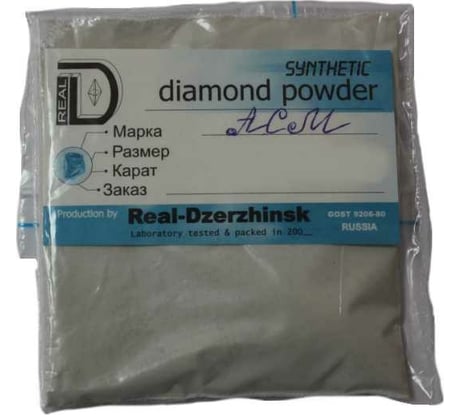 REAL D
SYNTHETIC
diamond powder
Марка АСМ
Размер
Карат
Заказ
Production by Real-Dzerzhinsk GOST 9206-80
Laboratory tested & packed in 200__ RUSSIA